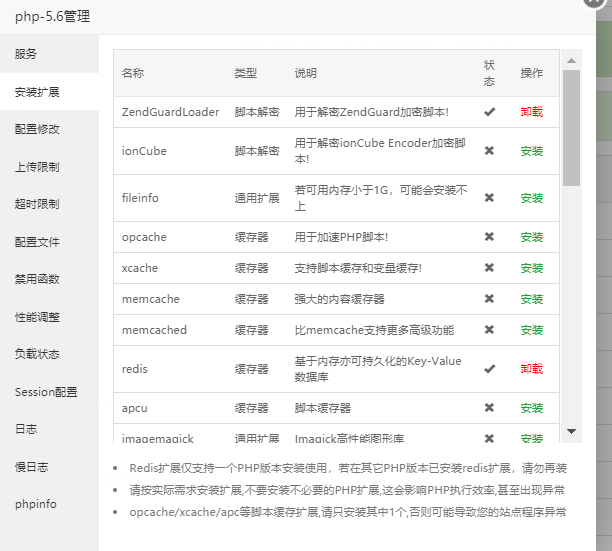 php-5.6管理
服务
安装扩展
配置修改
上传限制
超时限制
配置文件
禁用函数
性能调整
负载状态
Session配置
日志
慢日志
phpinfo
名称 类型 说明 状态 操作
ZendGuardLoader 脚本解密 用于解密ZendGuard加密脚本! ✔ 卸载
ionCube 脚本解密 用于解密ionCube Encoder加密脚本! ✖ 安装
fileinfo 通用扩展 若可用内存小于1G，可能会安装不上 ✖ 安装
opcache 缓存器 用于加速PHP脚本! ✖ 安装
xcache 缓存器 支持脚本缓存和变量缓存! ✖ 安装
memcache 缓存器 强大的内容缓存器 ✖ 安装
memcached 缓存器 比memcache支持更多高级功能 ✖ 安装
redis 缓存器 基于内存亦可持久化的Key-Value数据库 ✔ 卸载
apcu 缓存器 脚本缓存器 ✖ 安装
imagemagick 通用扩展 Imagick高性能图形库 ✖ 安装
• Redis扩展仅支持一个PHP版本安装使用，若在其它PHP版本已安装redis扩展，请勿再装
• 请按实际需求安装扩展,不要安装不必要的PHP扩展,这会影响PHP执行效率,甚至出现异常
• opcache/xcache/apc等脚本缓存扩展,请只安装其中1个,否则可能导致您的站点程序异常